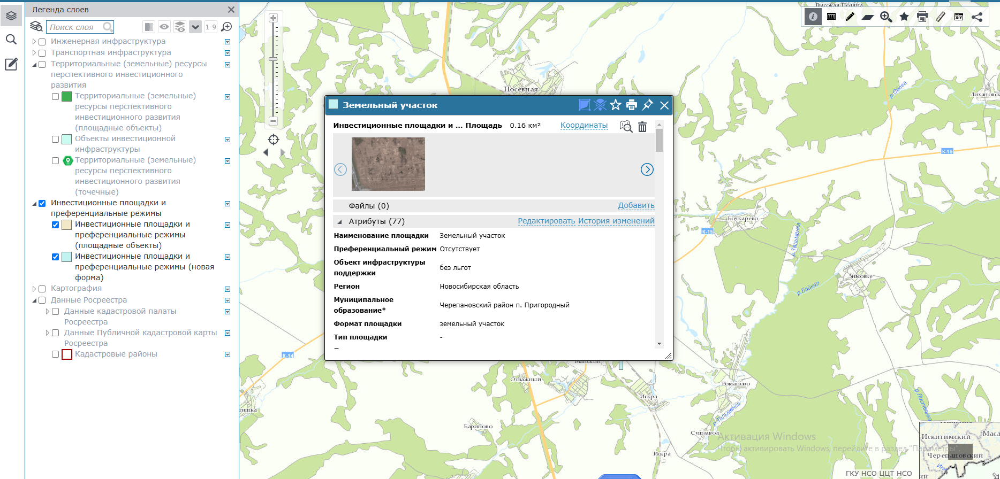 Легенда слоев
Поиск слоя
1-9
Инженерная инфраструктура
Транспортная инфраструктура
Территориальные (земельные) ресурсы
перспективного инвестиционного
развития
Территориальные (земельные)
ресурсы перспективного
инвестиционного развития
(площадные объекты)
Объекты инвестиционной
инфраструктуры
Территориальные (земельные)
ресурсы перспективного
инвестиционного развития
(точечные)
Инвестиционные площадки и
преференциальные режимы
Инвестиционные площадки и
преференциальные режимы
(площадные объекты)
Инвестиционные площадки и
преференциальные режимы (новая
форма)
Картография
Данные Росреестра
Данные кадастровой палаты
Росреестра
Данные Публичной кадастровой карты
Росреестра
Кадастровые районы
Высокая Поляна
Посевная
р.Савва
Лихановск
К-15
Земельный участок
Инвестиционные площадки и ... Площадь 0.16 км²
Координаты
Файлы (0)
Добавить
Атрибуты (77)
Редактировать История изменений
Наименование площадки Земельный участок
Преференциальный режим Отсутствует
Объект инфраструктуры
поддержки
без льгот
Регион Новосибирская область
Муниципальное
образование*
Черепановский район п. Пригородный
Формат площадки земельный участок
Тип площадки -
Бочкарево
К-15
р.Тальменка
Зимовье
р.Байкал
К-14
Майский
Отважный
Искра
Романово
р.Листвянка
р.Тальменка
Бариново
Сушзавод
Искра
Активация Windows
Чтобы активировать Windows, перейдите в раздел "Параметры".
Искитимский
Масл
Черепановский
ГКУ НСО ЦЦТ НСО